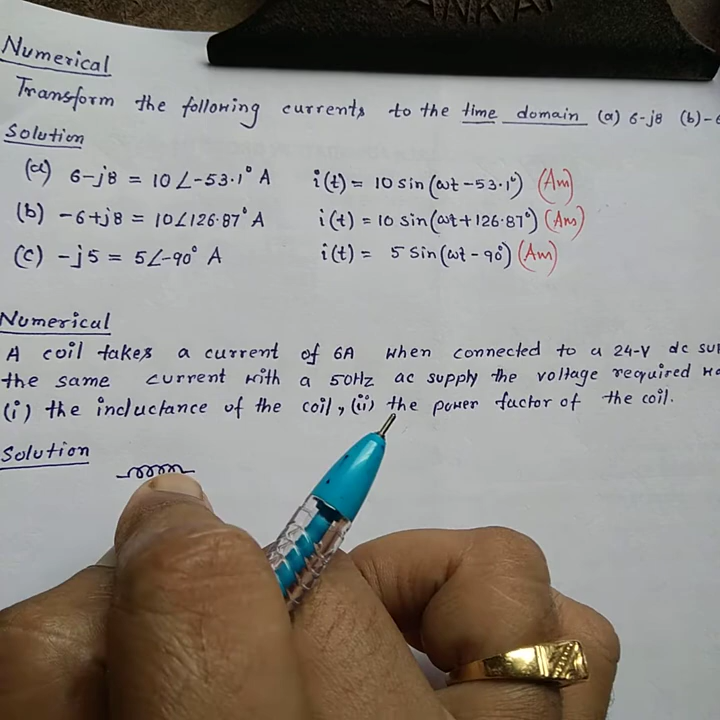 ANKA
Numerical
Transform the following currents to the time domain (a) 6-j8 (b)-
Solution
(a) 6-j8 = 10∠-53.1° A i(t) = 10 sin(ωt-53.1°) (Am)
(b) -6+j8 = 10∠126.87° A i(t) = 10 sin(ωt+126.87°) (Am)
(c) -j5 = 5∠-90° A i(t) = 5 sin(ωt-90°) (Am)
Numerical
A coil takes a current of 6A when connected to a 24-V dc
the same current with a 50Hz ac supply the voltage required
(i) the inductance of the coil, (ii) the power factor of the coil.
Solution